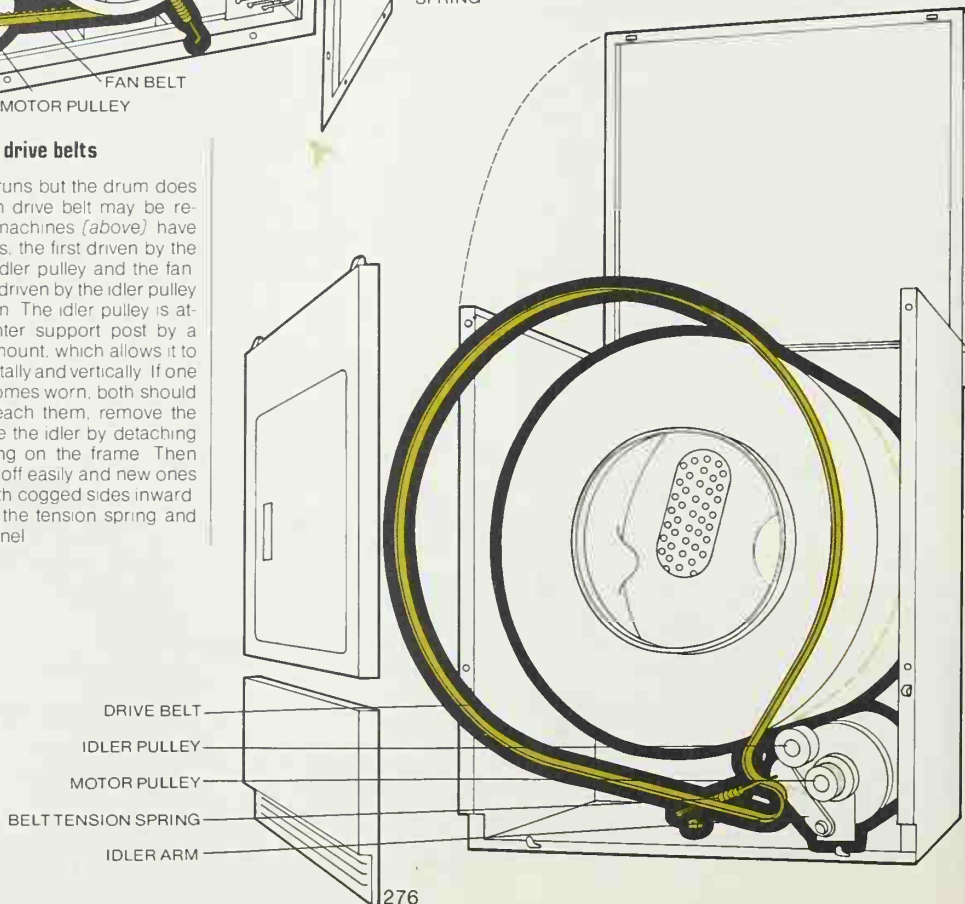 SPRING
FAN BELT
MOTOR PULLEY
drive belts
runs but the drum does
drive belt may be re-
machines (above) have
s, the first driven by the
dler pulley and the fan
driven by the idler pulley
The idler pulley is at-
nter support post by a
nount, which allows it to
tally and vertically If one
omes worn, both should
each them, remove the
e the idler by detaching
ng on the frame Then
off easily and new ones
th cogged sides inward
the tension spring and
nel
DRIVE BELT
IDLER PULLEY
MOTOR PULLEY
BELT TENSION SPRING
IDLER ARM
276